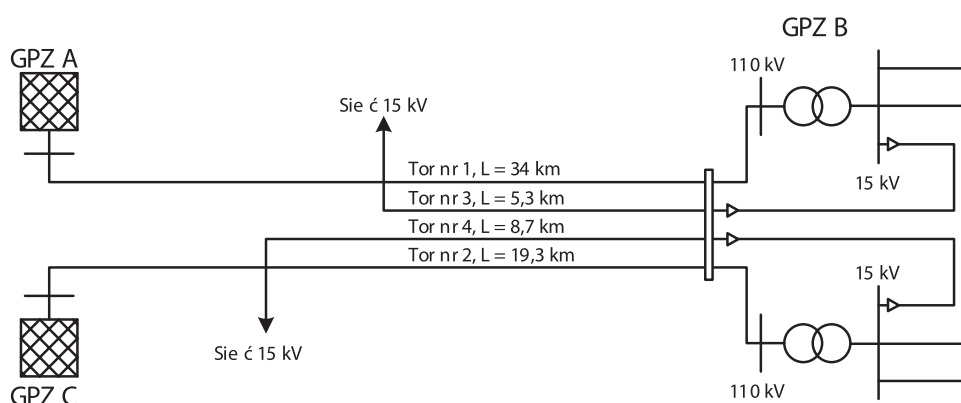 GPZ B
GPZ A
110 kV
Sie ć 15 kV
Tor nr 1, L = 34 km
15 kV
Tor nr 3, L = 5,3 km
Tor nr 4, L = 8,7 km
Tor nr 2, L = 19,3 km
15 kV
Sie ć 15 kV
110 kV
GPZ C